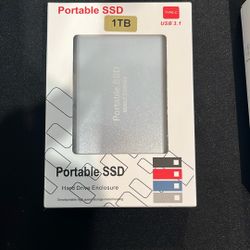 Portable SSD
TYPE-C
1TB
USB 3.1
Portable SSD
Portable SSD
Hard Drive Enclosure